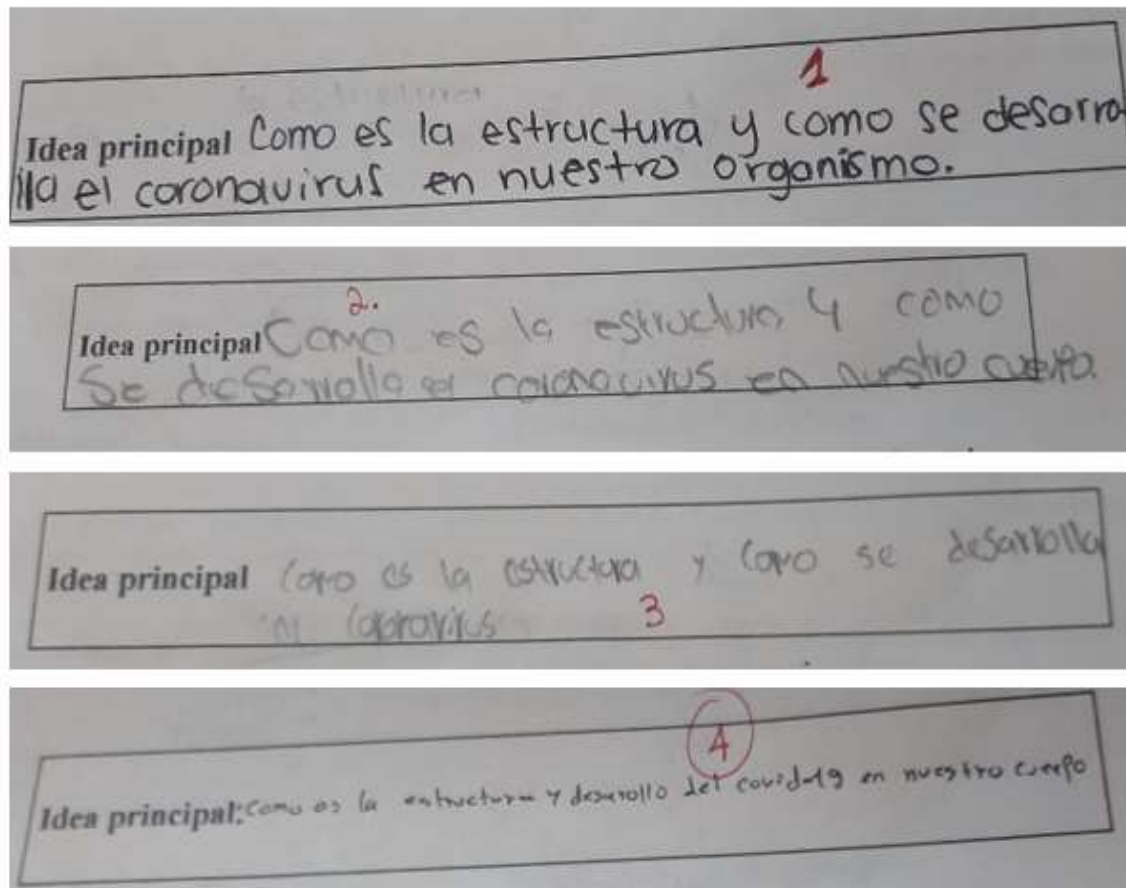 1
Idea principal Como es la estructura y como se desarro
lla el coronavirus en nuestro organismo.
2.
Idea principal Como es la estructura y como
Se desarrolla el coronavirus en nuestro cuerpo.
Idea principal Como es la estructura y Como se desarrolla
coronavirus 3
4
Idea principal: Como es la estructura y desarrollo del covid-19 en nuestro cuerpo